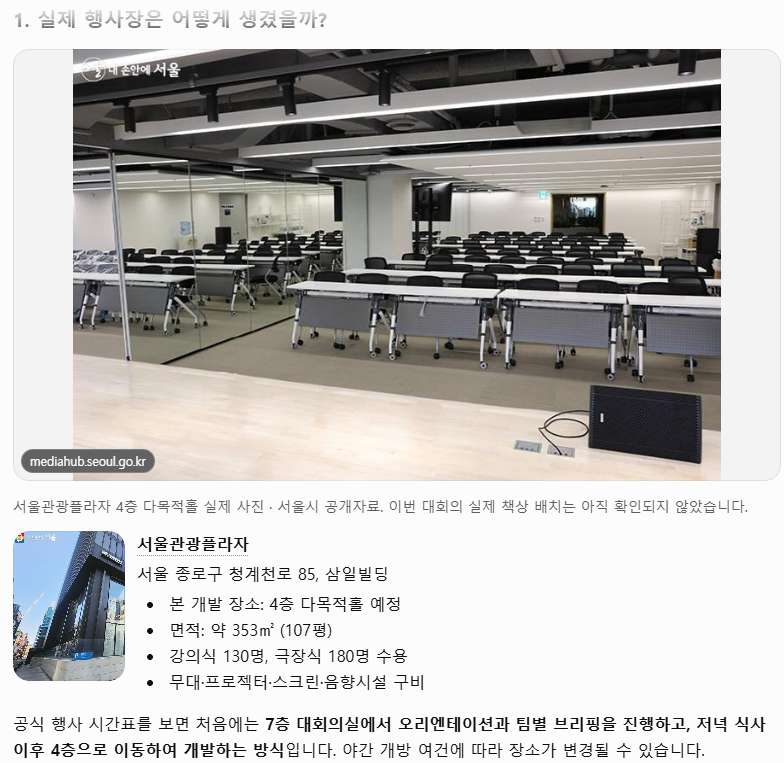 1. 실제 행사장은 어떻게 생겼을까?
내 손안에 서울
mediahub.seoul.go.kr
서울관광플라자 4층 다목적홀 실제 사진 · 서울시 공개자료. 이번 대회의 실제 책상 배치는 아직 확인되지 않았습니다.
서울관광플라자
서울 종로구 청계천로 85, 삼일빌딩
• 본 개발 장소: 4층 다목적홀 예정
• 면적: 약 353㎡ (107평)
• 강의식 130명, 극장식 180명 수용
• 무대·프로젝터·스크린·음향시설 구비
공식 행사 시간표를 보면 처음에는 7층 대회의실에서 오리엔테이션과 팀별 브리핑을 진행하고, 저녁 식사
이후 4층으로 이동하여 개발하는 방식입니다. 야간 개방 여건에 따라 장소가 변경될 수 있습니다.